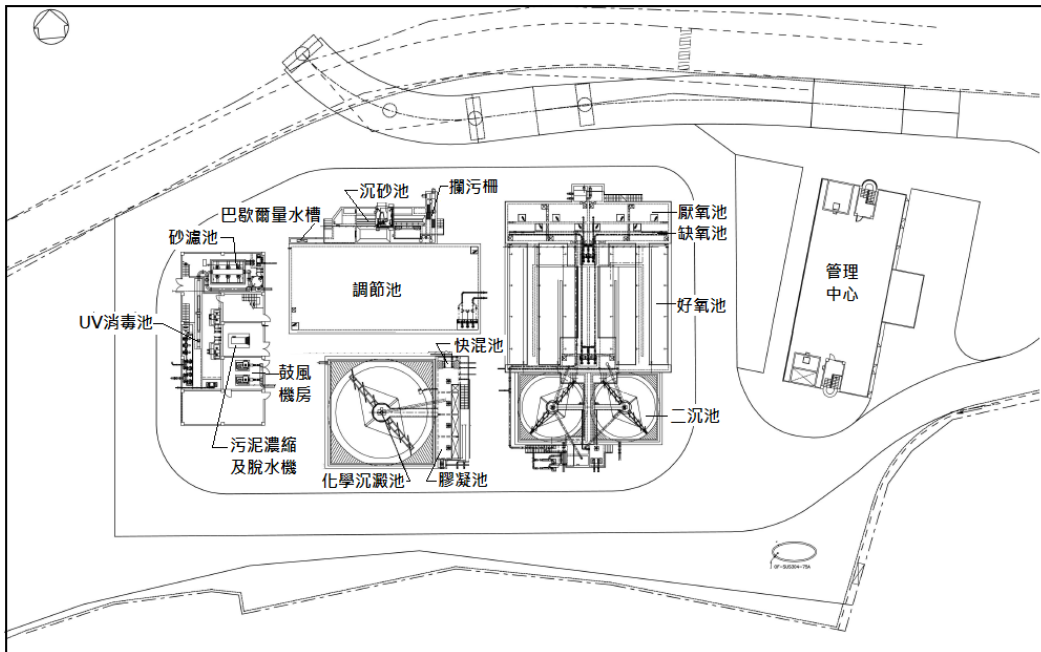 沉砂池
攔污柵
巴歇爾量水槽
厭氧池
缺氧池
砂濾池
管理
中心
調節池
好氧池
UV消毒池
快混池
鼓風
機房
二沉池
污泥濃縮
及脫水機
化學沉澱池
膠凝池